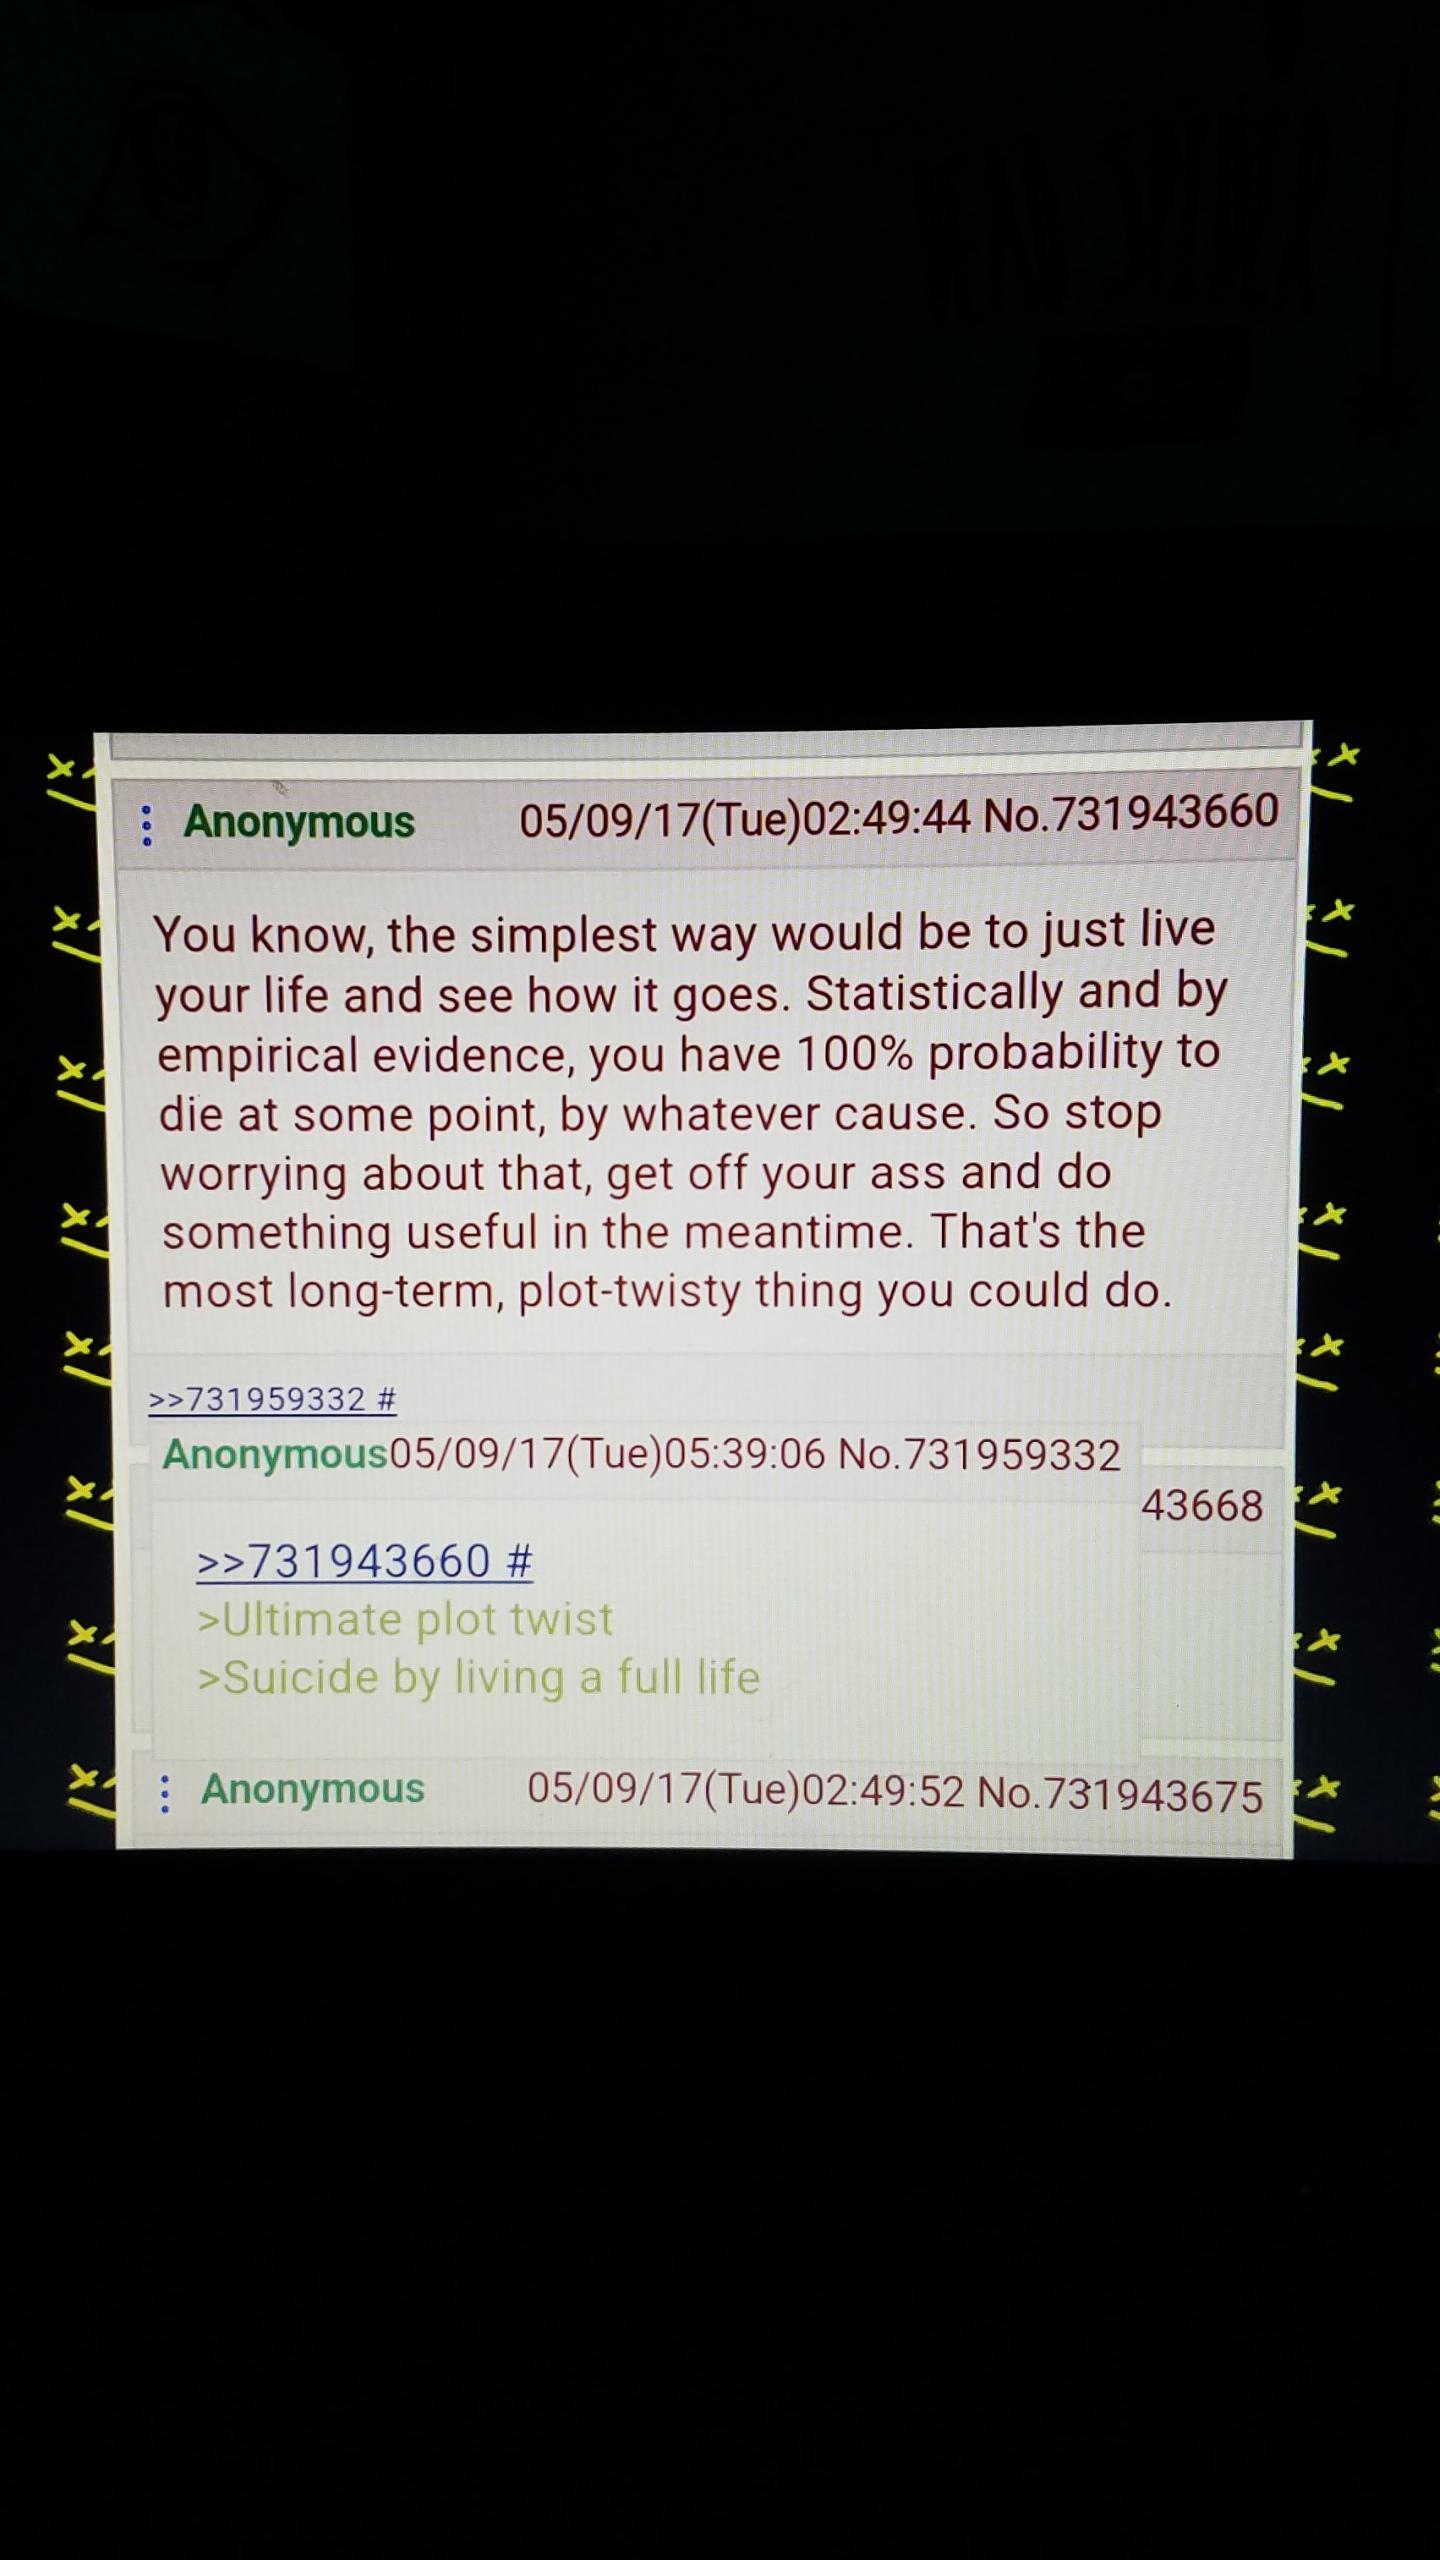 Anonymous 05/09/17(Tue)02:49:44 No.731943660
You know, the simplest way would be to just live
your life and see how it goes. Statistically and by
empirical evidence, you have 100% probability to
die at some point, by whatever cause. So stop
worrying about that, get off your ass and do
something useful in the meantime. That's the
most long-term, plot-twisty thing you could do.
>>731959332 #
Anonymous05/09/17(Tue)05:39:06 No.731959332
43668
>>731943660 #
>Ultimate plot twist
>Suicide by living a full life
Anonymous 05/09/17(Tue)02:49:52 No.731943675